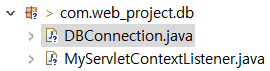 com.web_project.db
DBConnection.java
MyServletContextListener.java